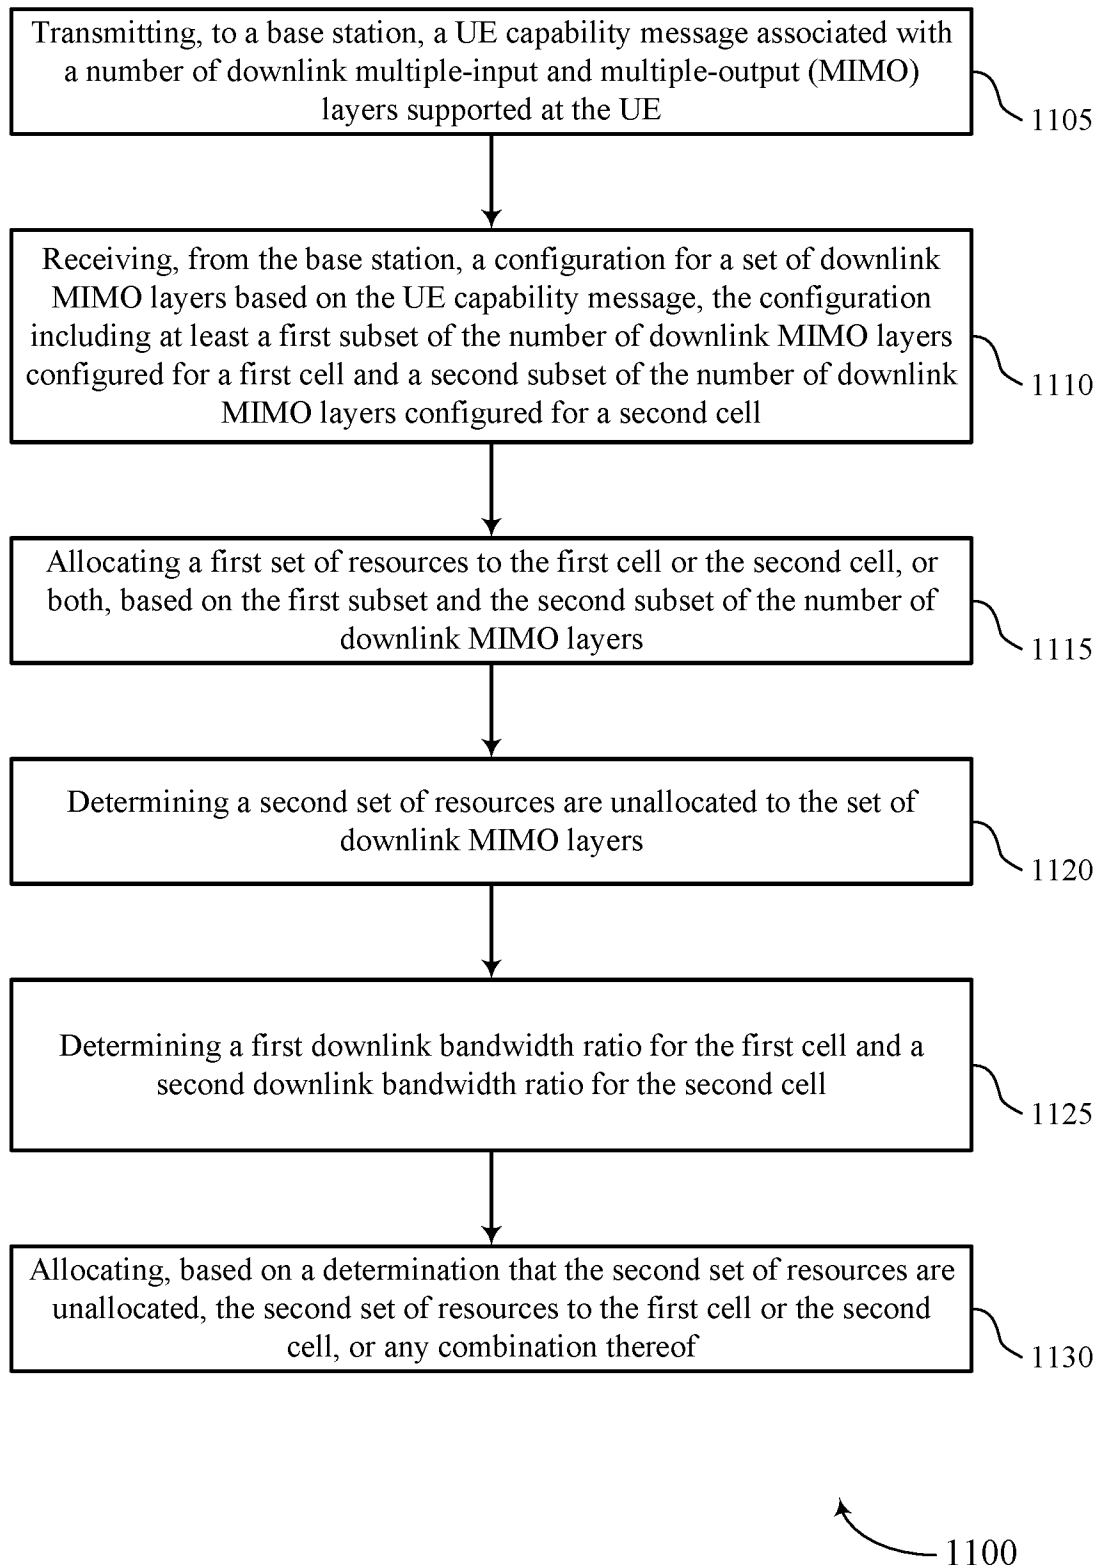 Transmitting, to a base station, a UE capability message associated with
a number of downlink multiple-input and multiple-output (MIMO)
layers supported at the UE
1105
Receiving, from the base station, a configuration for a set of downlink
MIMO layers based on the UE capability message, the configuration
including at least a first subset of the number of downlink MIMO layers
configured for a first cell and a second subset of the number of downlink
MIMO layers configured for a second cell
1110
Allocating a first set of resources to the first cell or the second cell, or
both, based on the first subset and the second subset of the number of
downlink MIMO layers
1115
Determining a second set of resources are unallocated to the set of
downlink MIMO layers
1120
Determining a first downlink bandwidth ratio for the first cell and a
second downlink bandwidth ratio for the second cell
1125
Allocating, based on a determination that the second set of resources are
unallocated, the second set of resources to the first cell or the second
cell, or any combination thereof
1130
1100